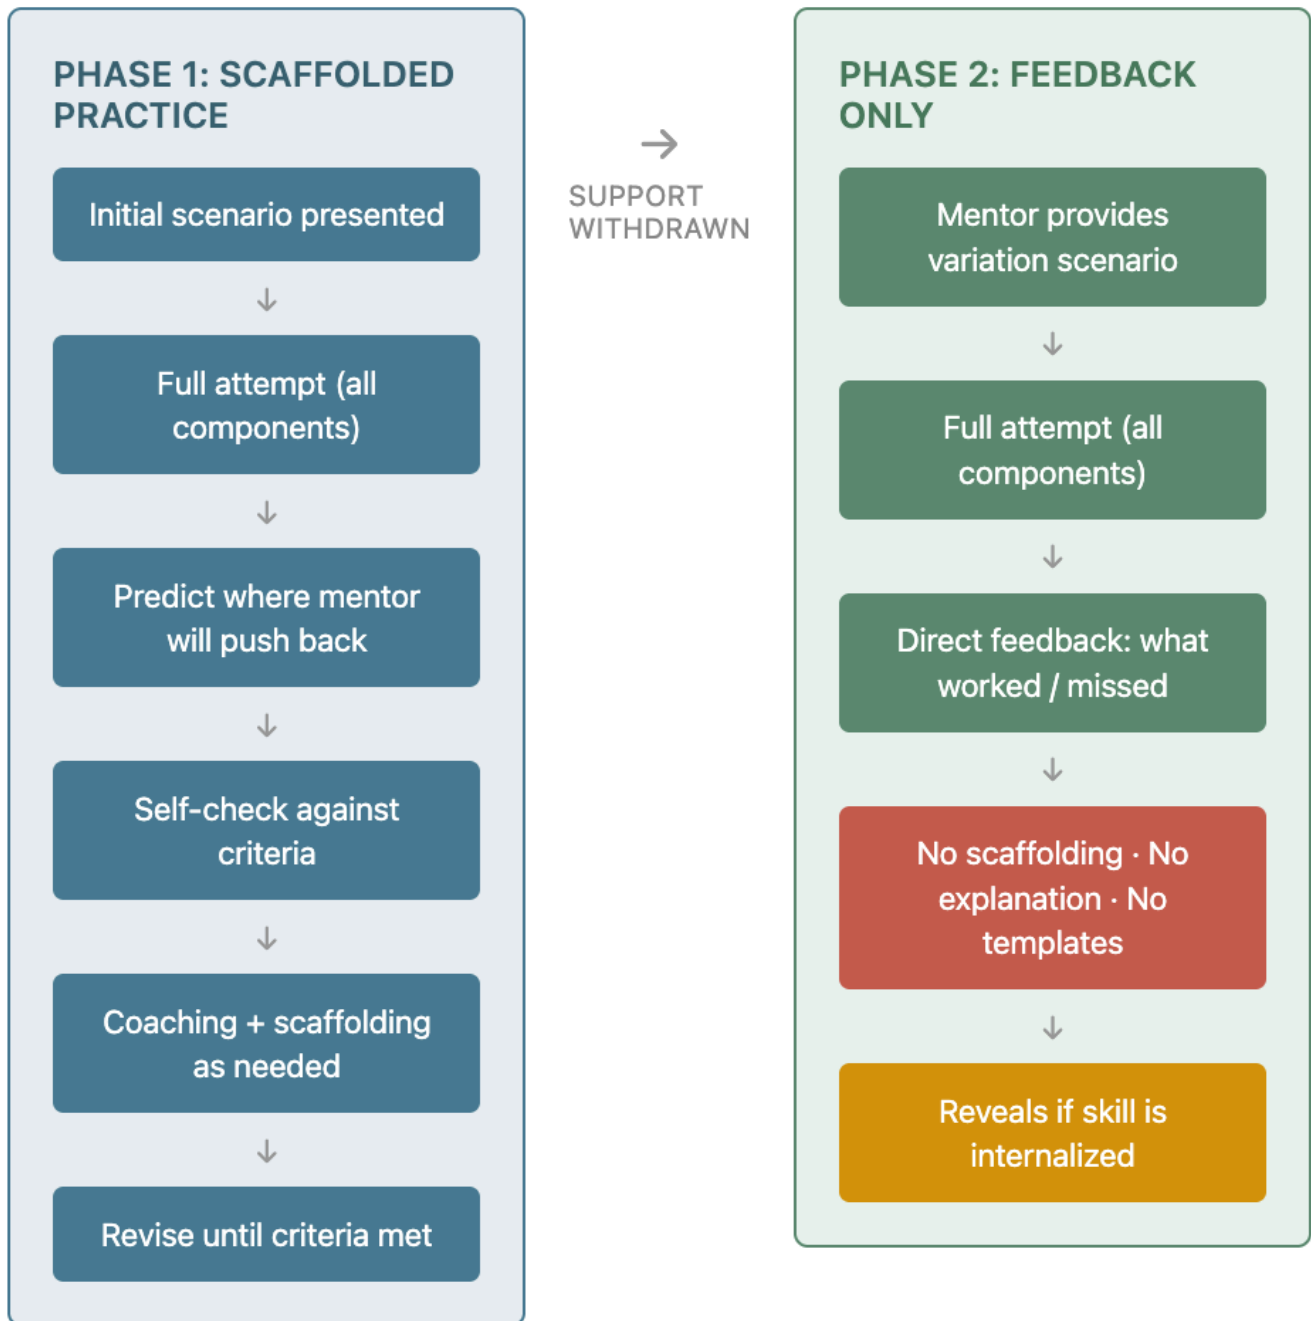 PHASE 1: SCAFFOLDED
PRACTICE
Initial scenario presented
↓
Full attempt (all
components)
↓
Predict where mentor
will push back
↓
Self-check against
criteria
↓
Coaching + scaffolding
as needed
↓
Revise until criteria met
→
SUPPORT
WITHDRAWN
PHASE 2: FEEDBACK
ONLY
Mentor provides
variation scenario
↓
Full attempt (all
components)
↓
Direct feedback: what
worked / missed
↓
No scaffolding · No
explanation · No
templates
↓
Reveals if skill is
internalized